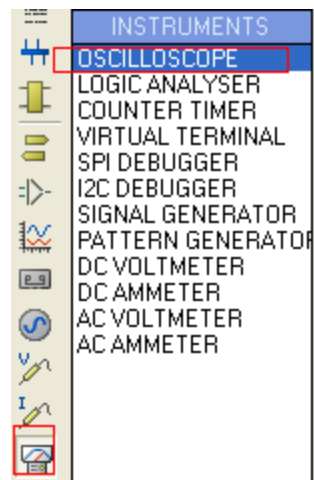 INSTRUMENTS
OSCILLOSCOPE
LOGIC ANALYSER
COUNTER TIMER
VIRTUAL TERMINAL
SPI DEBUGGER
I2C DEBUGGER
SIGNAL GENERATOR
PATTERN GENERATOR
DC VOLTMETER
DC AMMETER
AC VOLTMETER
AC AMMETER
V
I